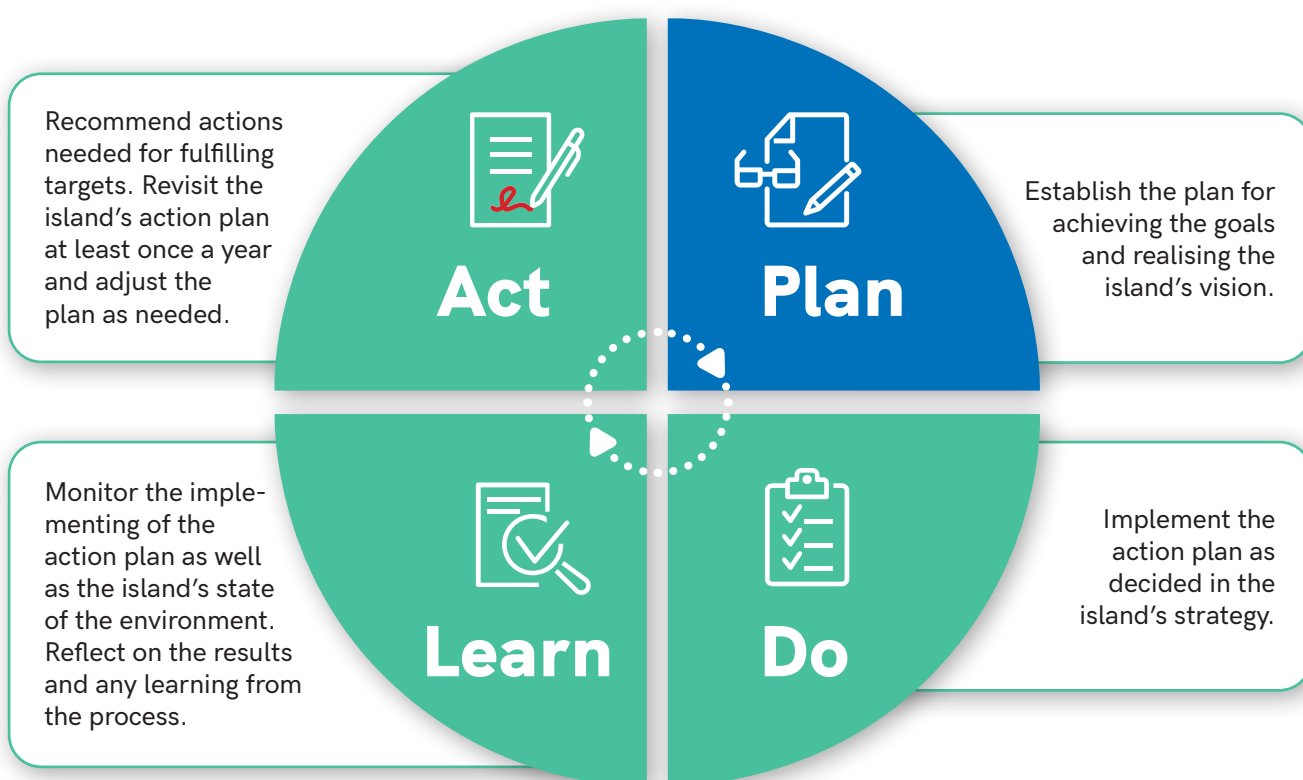 Recommend actions
needed for fulfilling
targets. Revisit the
island’s action plan
at least once a year
and adjust the
plan as needed.
Act
Plan
Establish the plan for
achieving the goals
and realising the
island’s vision.
Monitor the imple-
menting of the
action plan as well
as the island’s state
of the environment.
Reflect on the results
and any learning from
the process.
Learn
Do
Implement the
action plan as
decided in the
island’s strategy.